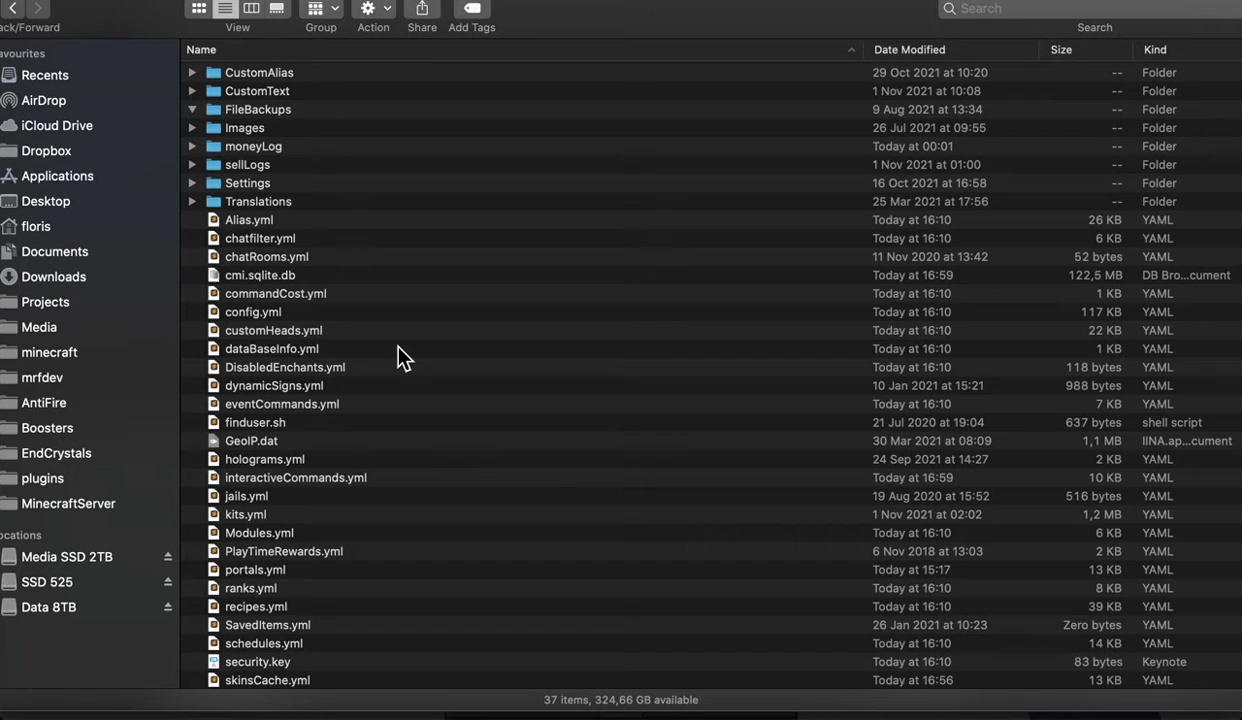 ack/Forward
View
Group
Action
Share
Add Tags
Search
Search
avourites
Recents
AirDrop
iCloud Drive
Dropbox
Applications
Desktop
floris
Documents
Downloads
Projects
Media
minecraft
mrfdev
AntiFire
Boosters
EndCrystals
plugins
MinecraftServer
ocations
Media SSD 2TB
SSD 525
Data 8TB
Name Date Modified Size Kind
CustomAlias 29 Oct 2021 at 10:20 -- Folder
CustomText 1 Nov 2021 at 10:08 -- Folder
FileBackups 9 Aug 2021 at 13:34 -- Folder
Images 26 Jul 2021 at 09:55 -- Folder
moneyLog Today at 00:01 -- Folder
sellLogs 1 Nov 2021 at 01:00 -- Folder
Settings 16 Oct 2021 at 16:58 -- Folder
Translations 25 Mar 2021 at 17:56 -- Folder
Alias.yml Today at 16:10 26 KB YAML
chatfilter.yml Today at 16:10 6 KB YAML
chatRooms.yml 11 Nov 2020 at 13:42 52 bytes YAML
cmi.sqlite.db Today at 16:59 122,5 MB DB Bro...cument
commandCost.yml Today at 16:10 1 KB YAML
config.yml Today at 16:10 117 KB YAML
customHeads.yml Today at 16:10 22 KB YAML
dataBaseInfo.yml Today at 16:10 1 KB YAML
DisabledEnchants.yml Today at 16:10 118 bytes YAML
dynamicSigns.yml 10 Jan 2021 at 15:21 988 bytes YAML
eventCommands.yml Today at 16:10 7 KB YAML
finduser.sh 21 Jul 2020 at 19:04 637 bytes shell script
GeoIP.dat 30 Mar 2021 at 08:09 1,1 MB IINA.ap...cument
holograms.yml 24 Sep 2021 at 14:27 2 KB YAML
interactiveCommands.yml Today at 16:59 10 KB YAML
jails.yml 19 Aug 2020 at 15:52 516 bytes YAML
kits.yml 1 Nov 2021 at 02:02 1,2 MB YAML
Modules.yml Today at 16:10 6 KB YAML
PlayTimeRewards.yml 6 Nov 2018 at 13:03 2 KB YAML
portals.yml Today at 15:17 13 KB YAML
ranks.yml Today at 16:10 8 KB YAML
recipes.yml Today at 16:10 39 KB YAML
SavedItems.yml 26 Jan 2021 at 10:23 Zero bytes YAML
schedules.yml Today at 16:10 14 KB YAML
security.key Today at 16:10 83 bytes Keynote
skinsCache.yml Today at 16:56 13 KB YAML
37 items, 324,66 GB available